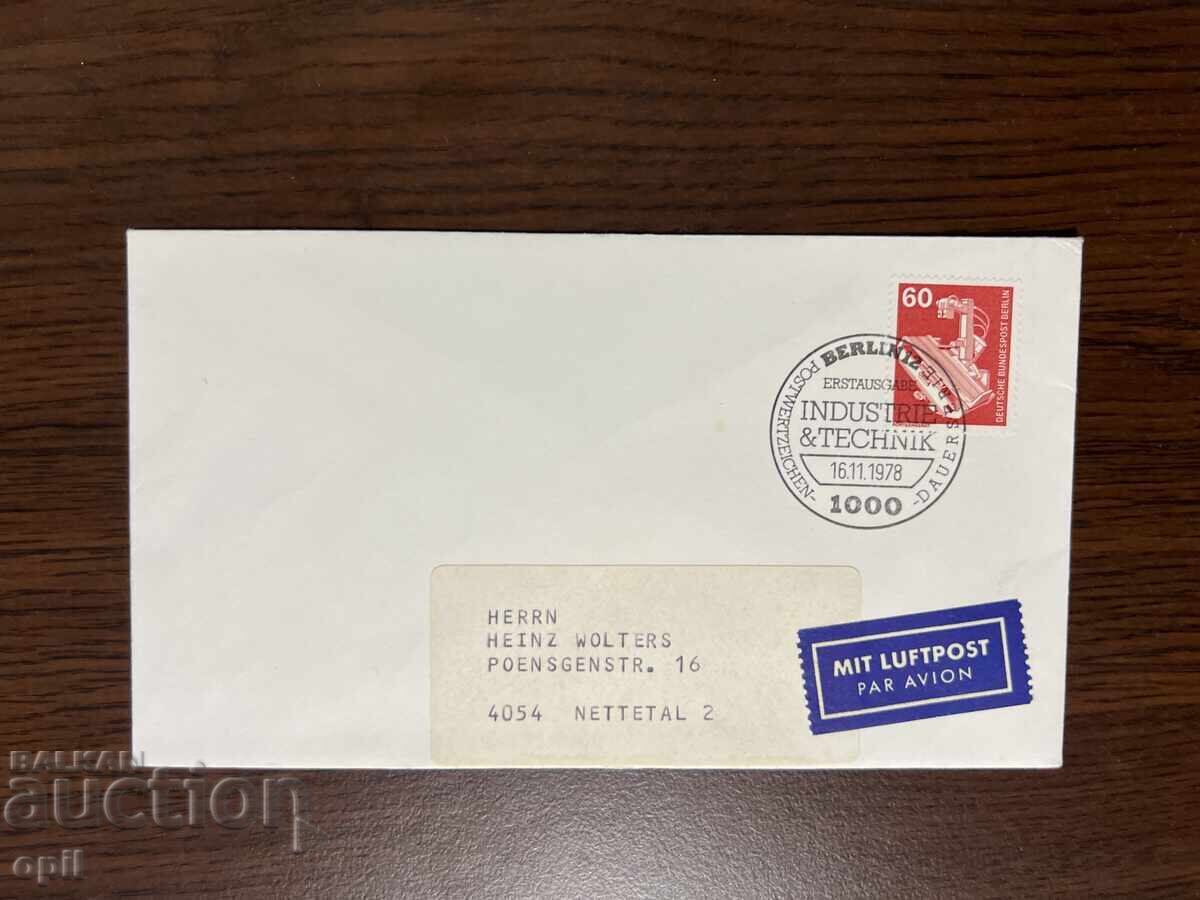 60
DEUTSCHE BUNDESPOST BERLIN
BERLIN 12
POSTWERTZEICHEN-
-DAUERSERIE
ERSTAUSGABE
INDUSTRIE
& TECHNIK
16.11.1978
1000
HERRN
HEINZ WOLTERS
POENSGENSTR. 16
4054 NETTETAL 2
MIT LUFTPOST
PAR AVION
BALKAN
auction
opil